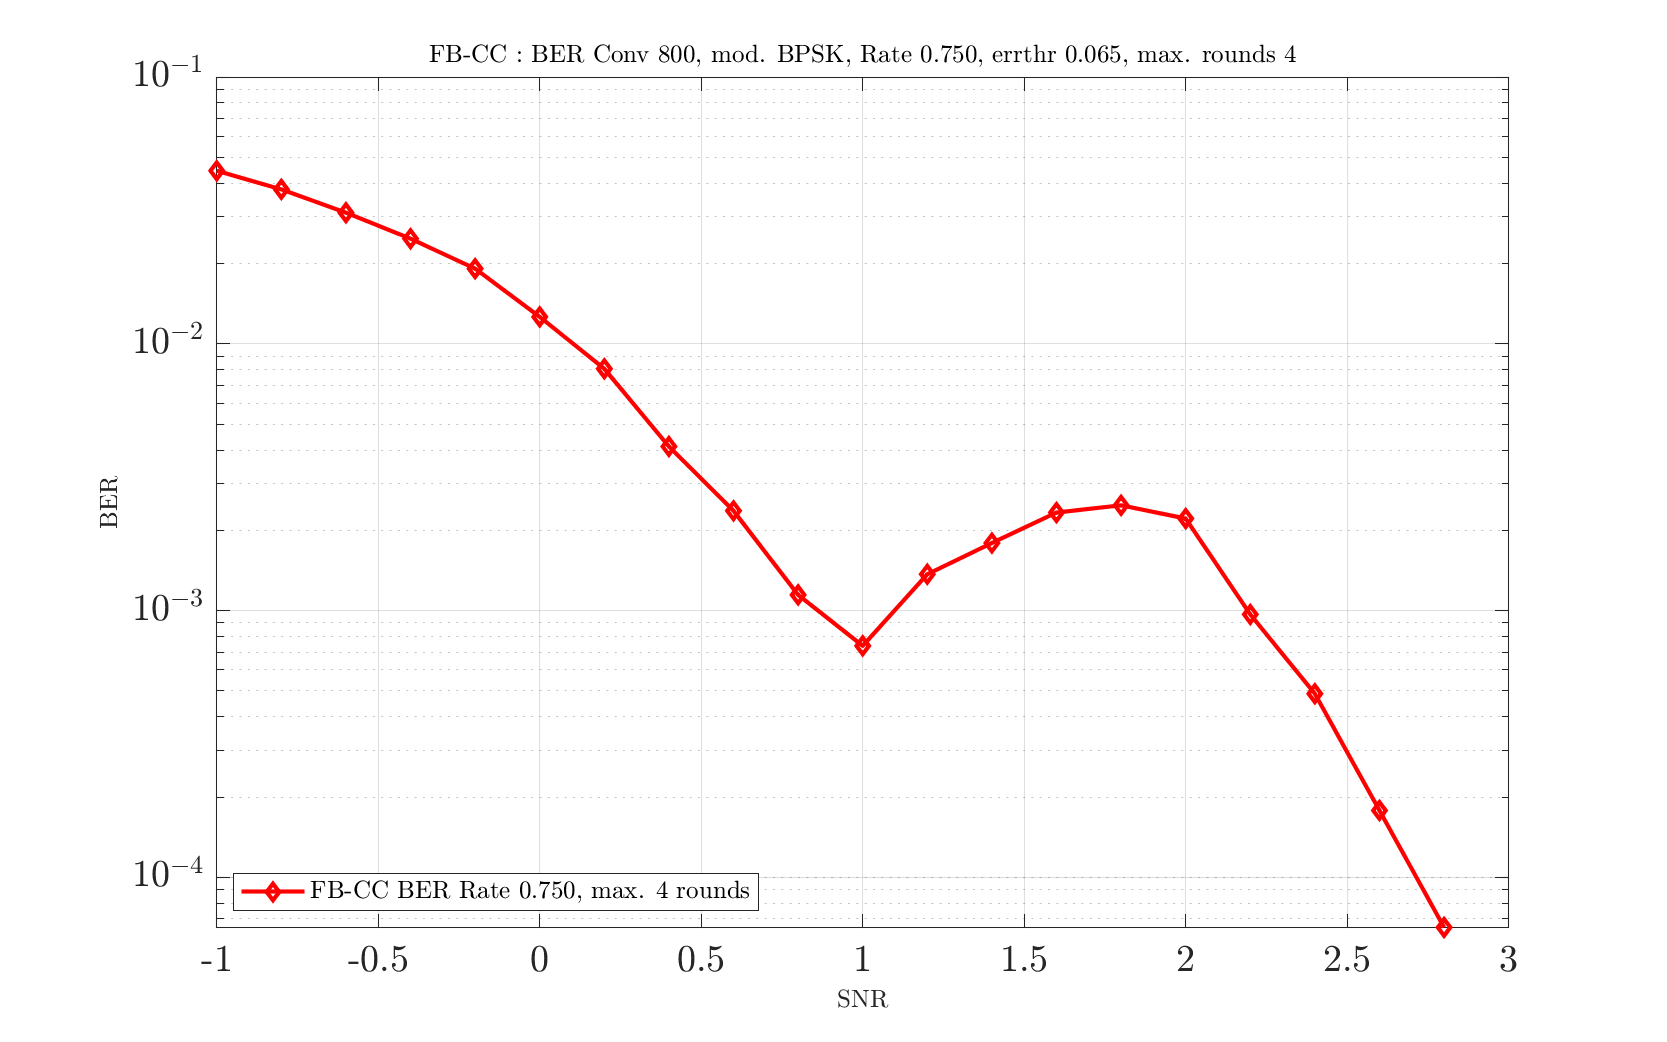 FB-CC : BER Conv 800, mod. BPSK, Rate 0.750, errthr 0.065, max. rounds 4
10^{-1}
10^{-2}
10^{-3}
10^{-4}
BER
FB-CC BER Rate 0.750, max. 4 rounds
-1 -0.5 0 0.5 1 1.5 2 2.5 3
SNR